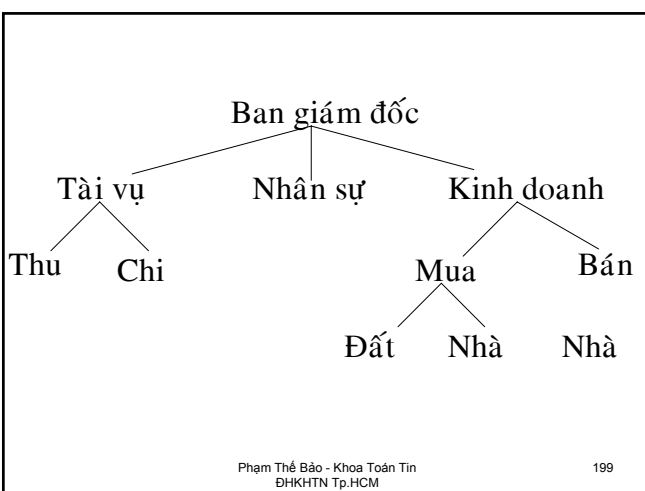 Ban giám đốc
Tài vụ Nhân sự Kinh doanh
Thu Chi Mua Bán
Đất Nhà Nhà
Phạm Thế Bảo - Khoa Toán Tin 199
ĐHKHTN Tp.HCM